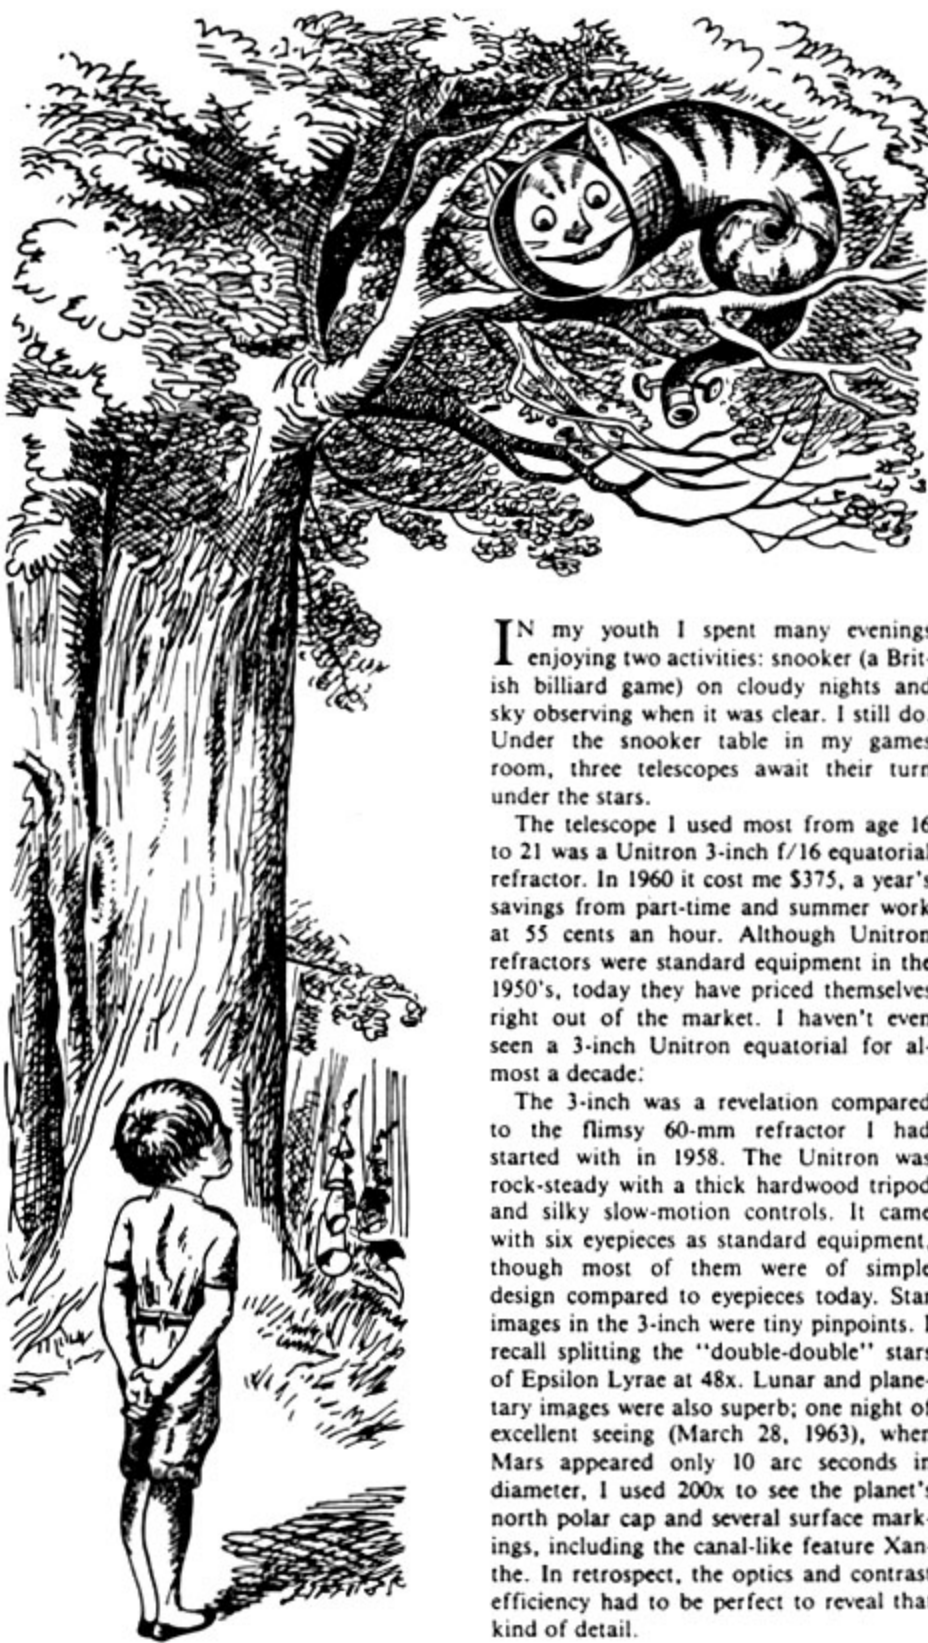 IN my youth I spent many evenings
enjoying two activities: snooker (a Brit-
ish billiard game) on cloudy nights and
sky observing when it was clear. I still do.
Under the snooker table in my games
room, three telescopes await their turn
under the stars.
The telescope I used most from age 16
to 21 was a Unitron 3-inch f/16 equatorial
refractor. In 1960 it cost me $375, a year's
savings from part-time and summer work
at 55 cents an hour. Although Unitron
refractors were standard equipment in the
1950's, today they have priced themselves
right out of the market. I haven't even
seen a 3-inch Unitron equatorial for al-
most a decade:
The 3-inch was a revelation compared
to the flimsy 60-mm refractor I had
started with in 1958. The Unitron was
rock-steady with a thick hardwood tripod
and silky slow-motion controls. It came
with six eyepieces as standard equipment,
though most of them were of simple
design compared to eyepieces today. Star
images in the 3-inch were tiny pinpoints. I
recall splitting the "double-double" stars
of Epsilon Lyrae at 48x. Lunar and plane-
tary images were also superb; one night of
excellent seeing (March 28, 1963), when
Mars appeared only 10 arc seconds in
diameter, I used 200x to see the planet's
north polar cap and several surface mark-
ings, including the canal-like feature Xan-
the. In retrospect, the optics and contrast
efficiency had to be perfect to reveal that
kind of detail.